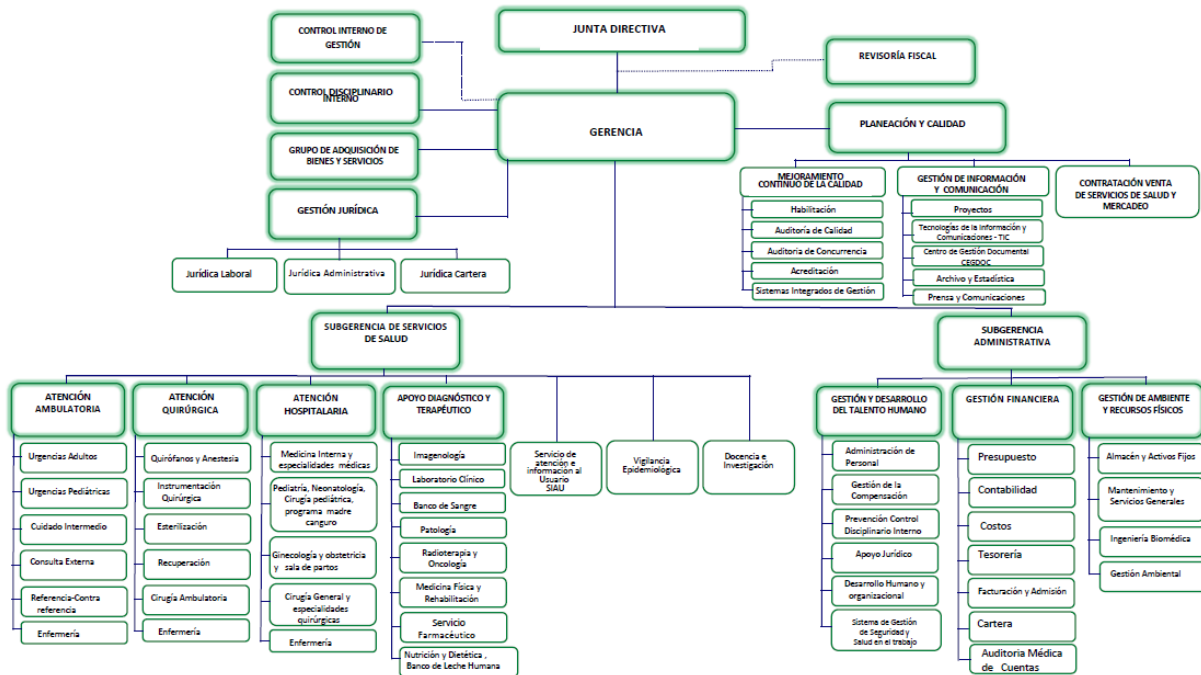 JUNTA DIRECTIVA
CONTROL INTERNO DE
GESTIÓN
REVISORÍA FISCAL
CONTROL DISCIPLINARIO
INTERNO
GERENCIA
PLANEACIÓN Y CALIDAD
GRUPO DE ADQUISICIÓN DE
BIENES Y SERVICIOS
GESTIÓN JURÍDICA
Jurídica Laboral
Jurídica Administrativa
Jurídica Cartera
MEJORAMIENTO
CONTINUO DE LA CALIDAD
Habilitación
Auditoría de Calidad
Auditoria de Concurrencia
Acreditación
Sistemas Integrados de Gestión
GESTIÓN DE INFORMACIÓN
Y COMUNICACIÓN
Proyectos
Tecnologías de la Información y
Comunicaciones - TIC
Centro de Gestión Documental
CEGDOC
Archivo y Estadística
Prensa y Comunicaciones
CONTRATACIÓN VENTA
DE SERVICIOS DE SALUD Y
MERCADEO
SUBGERENCIA DE SERVICIOS
DE SALUD
SUBGERENCIA
ADMINISTRATIVA
ATENCIÓN
AMBULATORIA
Urgencias Adultos
Urgencias Pediátricas
Cuidado Intermedio
Consulta Externa
Referencia-Contra
referencia
Enfermería
ATENCIÓN
QUIRÚRGICA
Quirófanos y Anestesia
Instrumentación
Quirúrgica
Esterilización
Recuperación
Cirugía Ambulatoria
Enfermería
ATENCIÓN
HOSPITALARIA
Medicina Interna y
especialidades médicas
Pediatría, Neonatología,
Cirugía pediátrica,
programa madre
canguro
Ginecología y obstetricia
y sala de partos
Cirugía General y
especialidades
quirúrgicas
Enfermería
APOYO DIAGNÓSTICO Y
TERAPÉUTICO
Imagenología
Laboratorio Clínico
Banco de Sangre
Patología
Radioterapia y
Oncología
Medicina Física y
Rehabilitación
Servicio
Farmacéutico
Nutrición y Dietética ,
Banco de Leche Humana
Servicio de
atención e
información al
Usuario
SIAU
Vigilancia
Epidemiológica
Docencia e
Investigación
GESTIÓN Y DESARROLLO
DEL TALENTO HUMANO
Administración de
Personal
Gestión de la
Compensación
Prevención Control
Disciplinario Interno
Apoyo Jurídico
Desarrollo Humano y
organizacional
Sistema de Gestión
de Seguridad y
Salud en el trabajo
GESTIÓN FINANCIERA
Presupuesto
Contabilidad
Costos
Tesorería
Facturación y Admisión
Cartera
Auditoria Médica
de Cuentas
GESTIÓN DE AMBIENTE
Y RECURSOS FÍSICOS
Almacén y Activos Fijos
Mantenimiento y
Servicios Generales
Ingeniería Biomédica
Gestión Ambiental